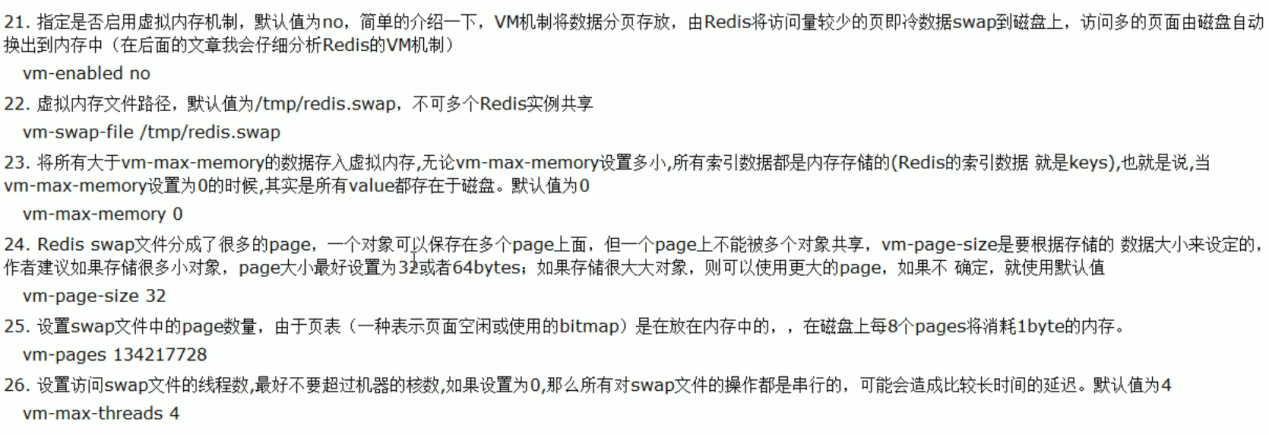 21. 指定是否启用虚拟内存机制，默认值为no，简单的介绍一下，VM机制将数据分页存放，由Redis将访问量较少的页即冷数据swap到磁盘上，访问多的页面由磁盘自动
换出到内存中（在后面的文章我会仔细分析Redis的VM机制）
vm-enabled no
22. 虚拟内存文件路径，默认值为/tmp/redis.swap，不可多个Redis实例共享
vm-swap-file /tmp/redis.swap
23. 将所有大于vm-max-memory的数据存入虚拟内存,无论vm-max-memory设置多小,所有索引数据都是内存存储的(Redis的索引数据 就是keys),也就是说,当
vm-max-memory设置为0的时候,其实是所有value都存在于磁盘。默认值为0
vm-max-memory 0
24. Redis swap文件分成了很多的page，一个对象可以保存在多个page上面，但一个page上不能被多个对象共享，vm-page-size是要根据存储的 数据大小来设定的，
作者建议如果存储很多小对象，page大小最好设置为32或者64bytes；如果存储很大大对象，则可以使用更大的page，如果不 确定，就使用默认值
vm-page-size 32
25. 设置swap文件中的page数量，由于页表（一种表示页面空闲或使用的bitmap）是在放在内存中的，，在磁盘上每8个pages将消耗1byte的内存。
vm-pages 134217728
26. 设置访问swap文件的线程数,最好不要超过机器的核数,如果设置为0,那么所有对swap文件的操作都是串行的，可能会造成比较长时间的延迟。默认值为4
vm-max-threads 4